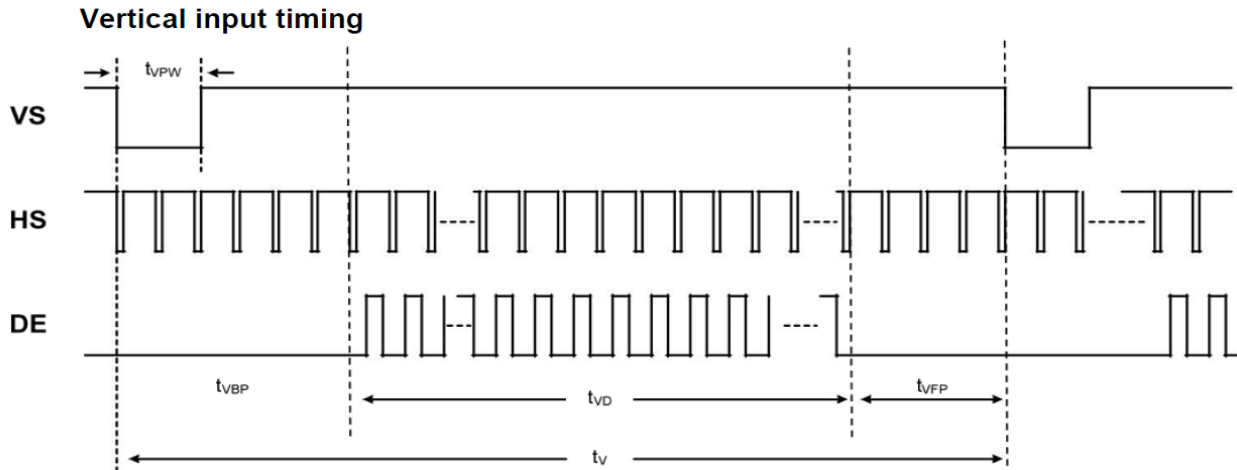 Vertical input timing
tVPW
VS
HS
DE
tVBP
tVD
tVFP
tV